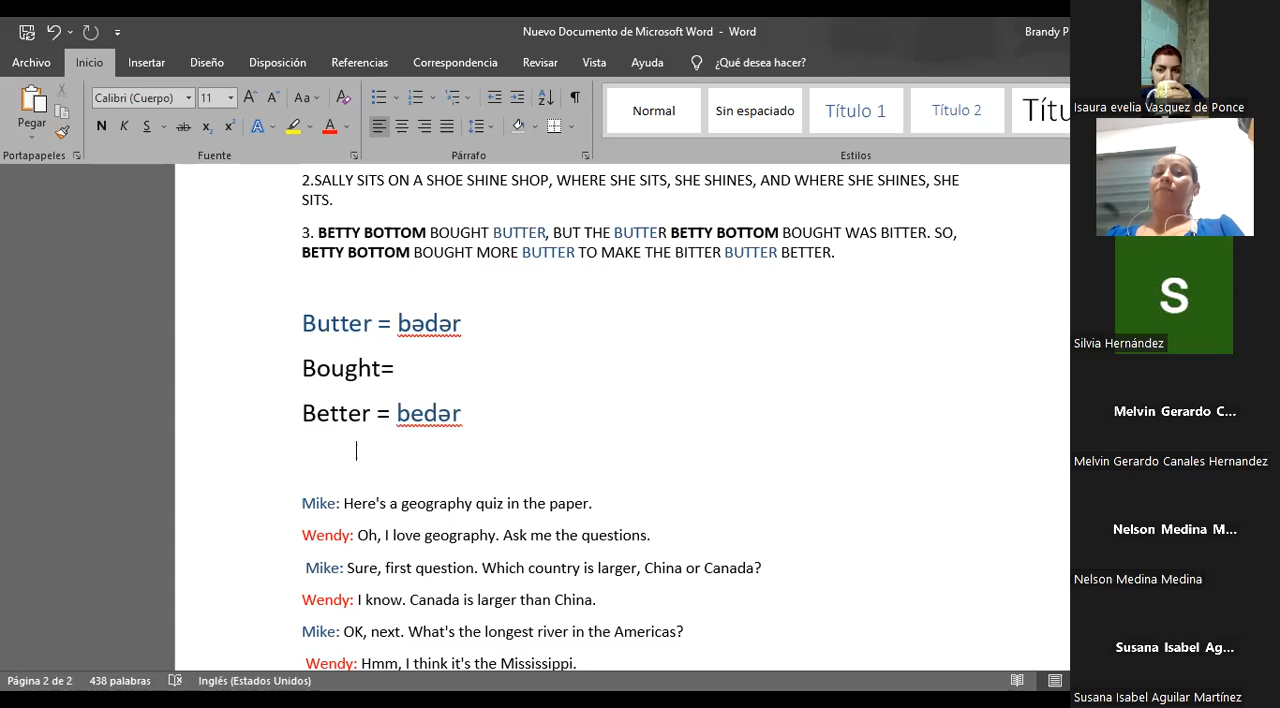 Nuevo Documento de Microsoft Word - Word
Brandy P
Archivo Inicio Insertar Diseño Disposición Referencias Correspondencia Revisar Vista Ayuda ¿Qué desea hacer?
Pegar
Calibri (Cuerpo) 11
Normal Sin espaciado Título 1 Título 2 Títu
Portapapeles Fuente Párrafo Estilos
2.SALLY SITS ON A SHOE SHINE SHOP, WHERE SHE SITS, SHE SHINES, AND WHERE SHE SHINES, SHE
SITS.
3. BETTY BOTTOM BOUGHT BUTTER, BUT THE BUTTER BETTY BOTTOM BOUGHT WAS BITTER. SO,
BETTY BOTTOM BOUGHT MORE BUTTER TO MAKE THE BITTER BUTTER BETTER.
Butter = bədər
Bought=
Better = bedər
Mike: Here's a geography quiz in the paper.
Wendy: Oh, I love geography. Ask me the questions.
Mike: Sure, first question. Which country is larger, China or Canada?
Wendy: I know. Canada is larger than China.
Mike: OK, next. What's the longest river in the Americas?
Wendy: Hmm, I think it's the Mississippi.
Página 2 de 2 438 palabras Inglés (Estados Unidos)
Isaura evelia Vasquez de Ponce
S
Silvia Hernández
Melvin Gerardo C...
Melvin Gerardo Canales Hernandez
Nelson Medina M...
Nelson Medina Medina
Susana Isabel Ag...
Susana Isabel Aguilar Martínez